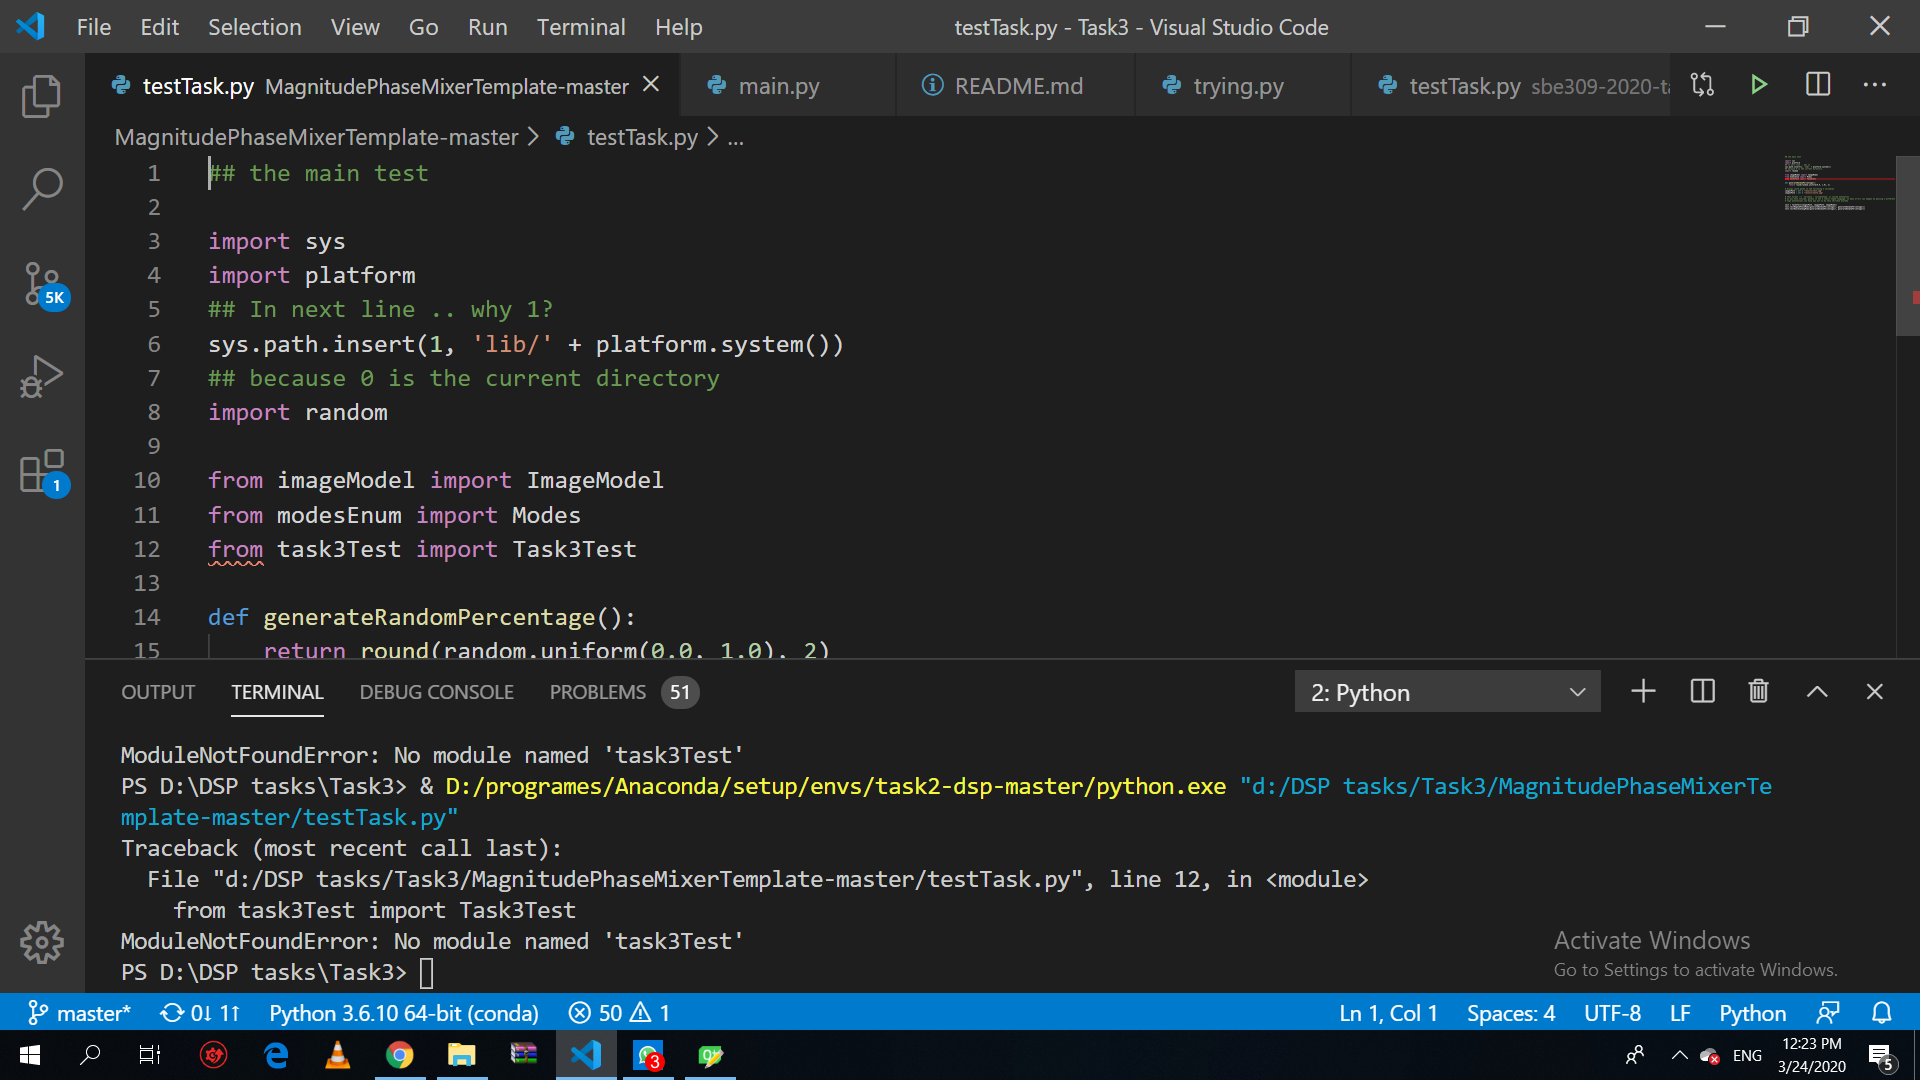 File Edit Selection View Go Run Terminal Help testTask.py - Task3 - Visual Studio Code
testTask.py MagnitudePhaseMixerTemplate-master main.py README.md trying.py testTask.py sbe309-2020-ta
MagnitudePhaseMixerTemplate-master > testTask.py > ...
1 ## the main test
2
3 import sys
4 import platform
5 ## In next line .. why 1?
6 sys.path.insert(1, 'lib/' + platform.system())
7 ## because 0 is the current directory
8 import random
9
10 from imageModel import ImageModel
11 from modesEnum import Modes
12 from task3Test import Task3Test
13
14 def generateRandomPercentage():
15 return round(random.uniform(0.0, 1.0), 2)
5K
1
OUTPUT TERMINAL DEBUG CONSOLE PROBLEMS 51 2: Python
ModuleNotFoundError: No module named 'task3Test'
PS D:\DSP tasks\Task3> & D:/programes/Anaconda/setup/envs/task2-dsp-master/python.exe "d:/DSP tasks/Task3/MagnitudePhaseMixerTe
mplate-master/testTask.py"
Traceback (most recent call last):
File "d:/DSP tasks/Task3/MagnitudePhaseMixerTemplate-master/testTask.py", line 12, in <module>
from task3Test import Task3Test
ModuleNotFoundError: No module named 'task3Test'
PS D:\DSP tasks\Task3>
Activate Windows
Go to Settings to activate Windows.
master* 0↓ 1↑ Python 3.6.10 64-bit (conda) 50 1 Ln 1, Col 1 Spaces: 4 UTF-8 LF Python
3 ENG 12:23 PM
3/24/2020 5